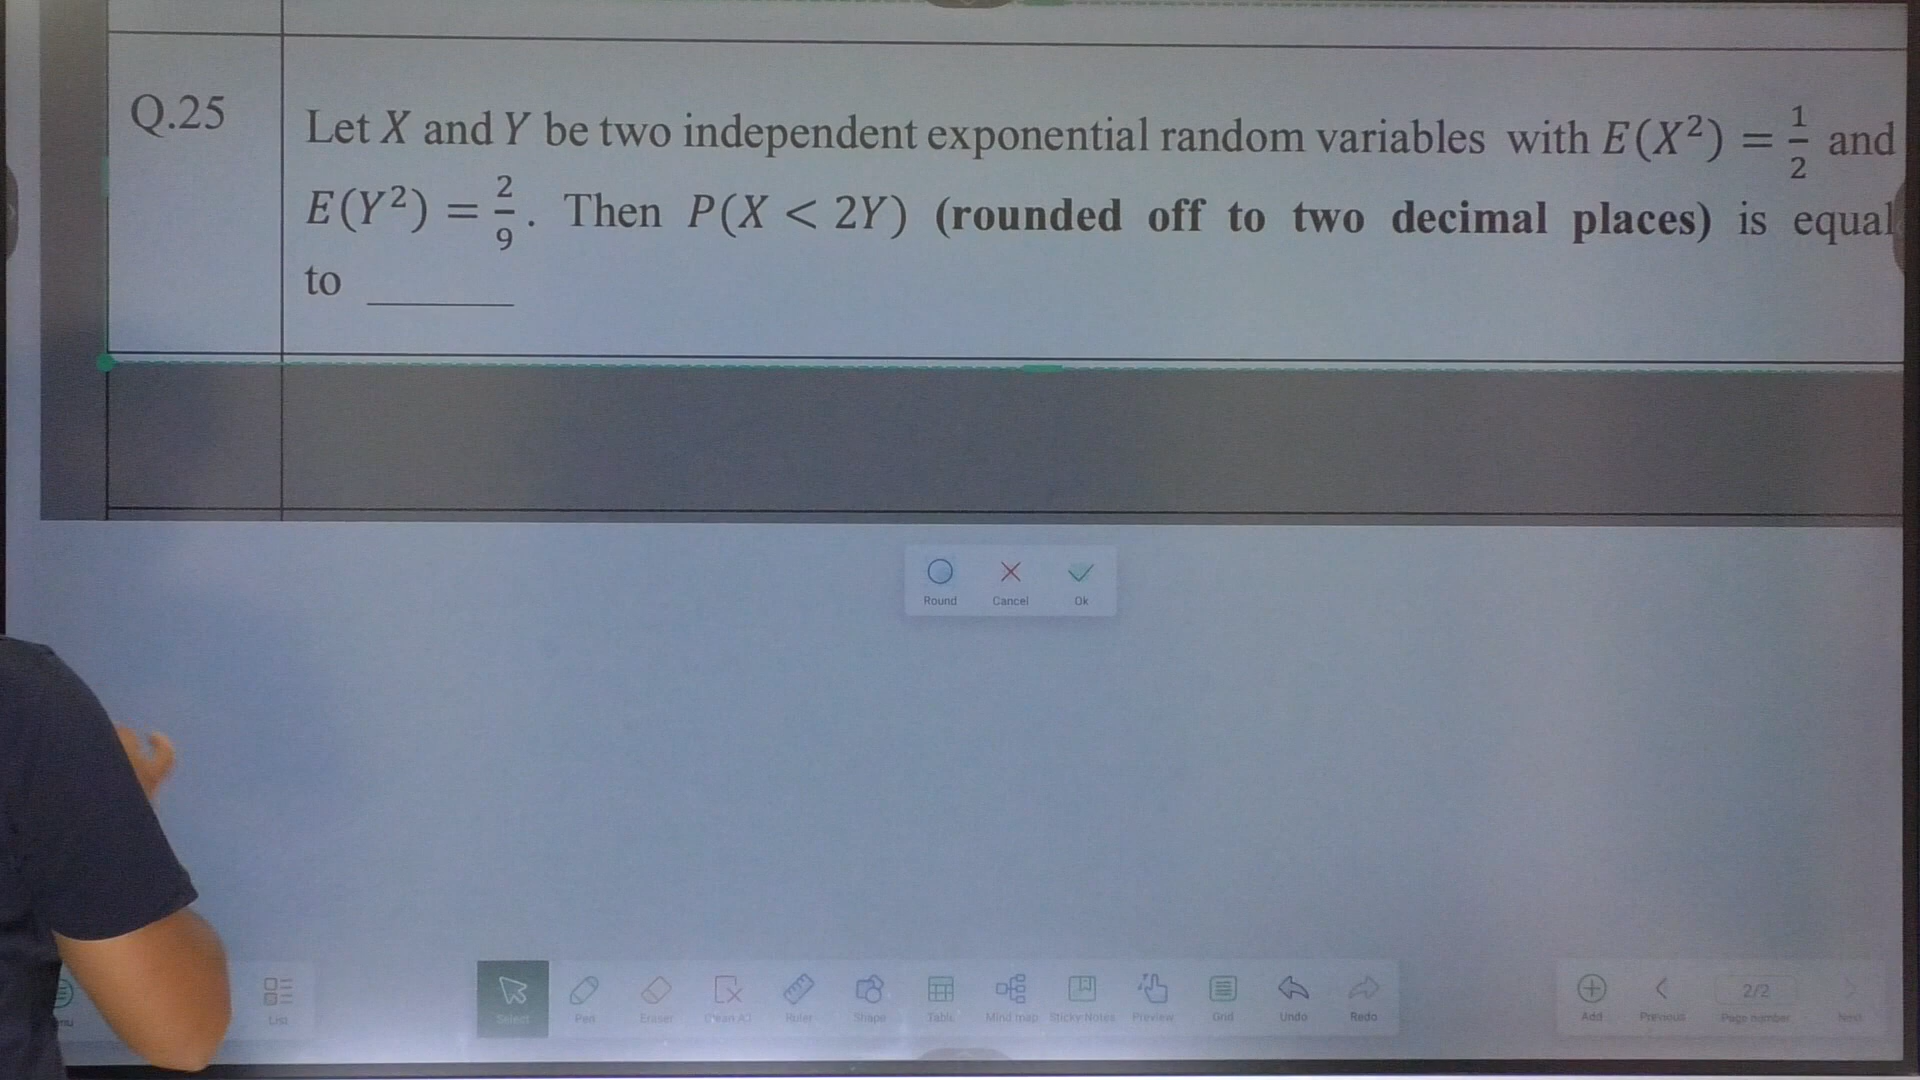 Q.25
Let X and Y be two independent exponential random variables with E(X²) = 1/2 and
E(Y²) = 2/9. Then P(X < 2Y) (rounded off to two decimal places) is equal
to ______
Round Cancel Ok
List Select Pen Eraser Clean All Ruler Shape Table Mind map Sticky Notes Preview Grid Undo Redo Add Previous 2/2 Page number Next